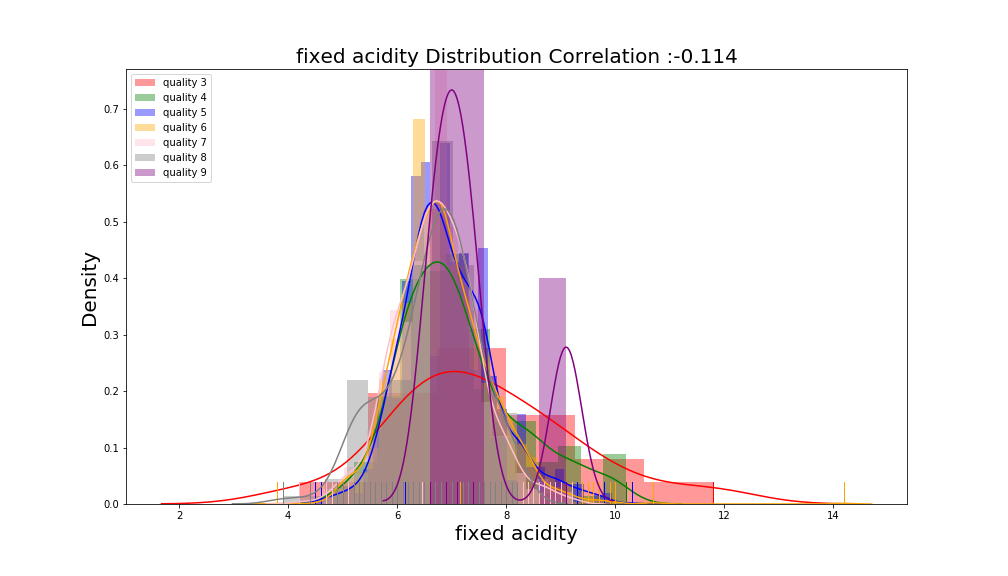 fixed acidity Distribution Correlation :-0.114
quality 3
quality 4
quality 5
quality 6
quality 7
quality 8
quality 9
Density
0.7
0.6
0.5
0.4
0.3
0.2
0.1
0.0
2 4 6 8 10 12 14
fixed acidity